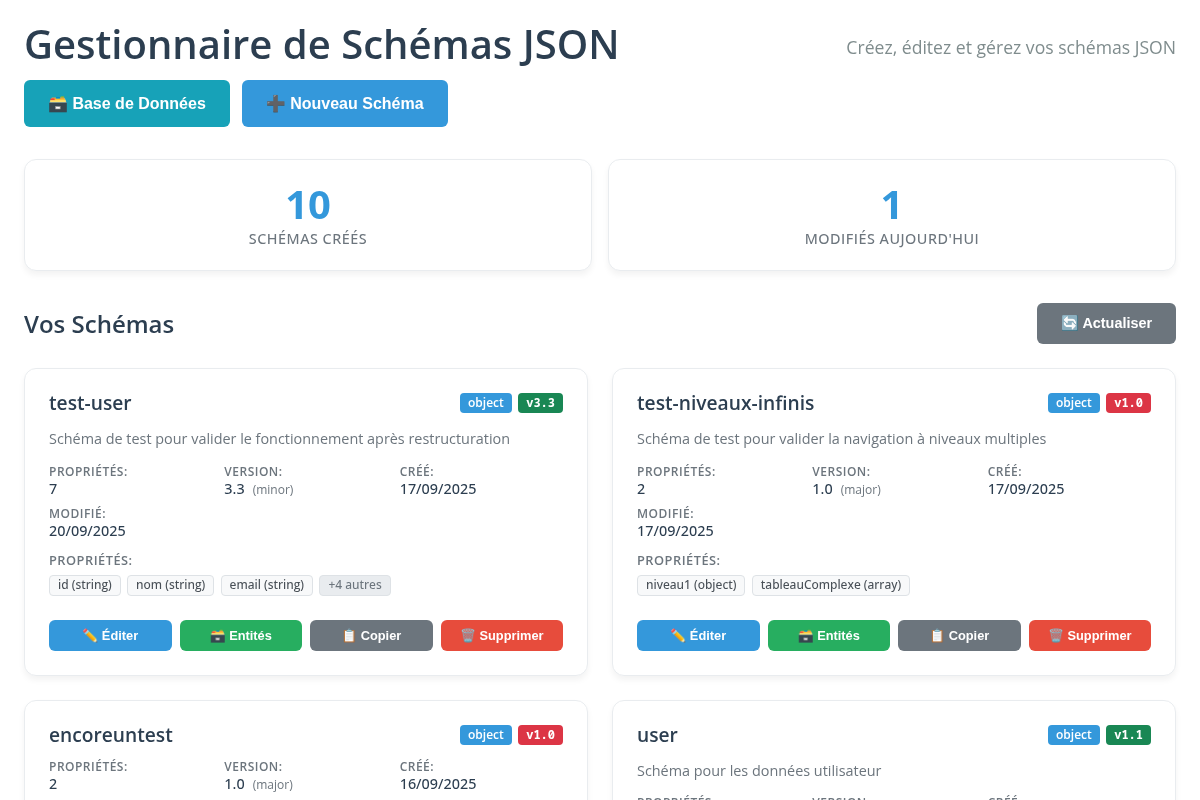 Gestionnaire de Schémas JSON
Créez, éditez et gérez vos schémas JSON
🗃️ Base de Données
➕ Nouveau Schéma
10
SCHÉMAS CRÉÉS
1
MODIFIÉS AUJOURD'HUI
Vos Schémas
🔄 Actualiser
test-user object v3.3
Schéma de test pour valider le fonctionnement après restructuration
PROPRIÉTÉS: VERSION: CRÉÉ:
7 3.3 (minor) 17/09/2025
MODIFIÉ:
20/09/2025
PROPRIÉTÉS:
id (string) nom (string) email (string) +4 autres
✏️ Éditer 🗃️ Entités 📋 Copier 🗑️ Supprimer
test-niveaux-infinis object v1.0
Schéma de test pour valider la navigation à niveaux multiples
PROPRIÉTÉS: VERSION: CRÉÉ:
2 1.0 (major) 17/09/2025
MODIFIÉ:
17/09/2025
PROPRIÉTÉS:
niveau1 (object) tableauComplexe (array)
✏️ Éditer 🗃️ Entités 📋 Copier 🗑️ Supprimer
encoreuntest object v1.0
PROPRIÉTÉS: VERSION: CRÉÉ:
2 1.0 (major) 16/09/2025
user object v1.1
Schéma pour les données utilisateur
PROPRIÉTÉS: VERSION: CRÉÉ: